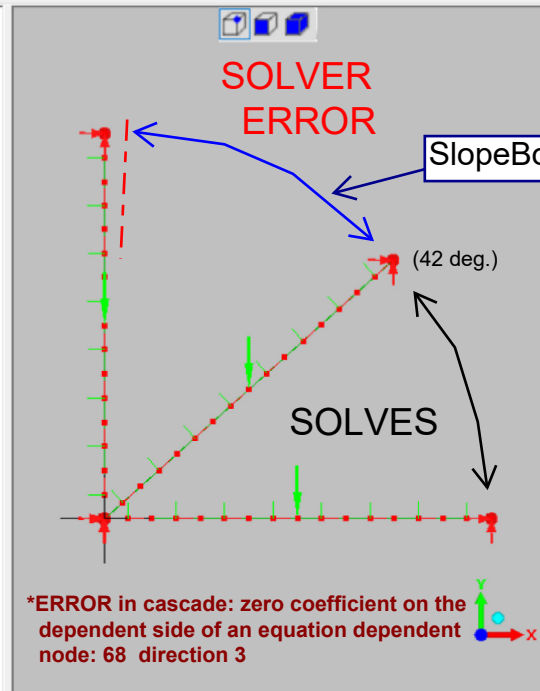 SOLVER
ERROR
(42 deg.)
SOLVES
*ERROR in cascade: zero coefficient on the
dependent side of an equation dependent
node: 68 direction 3
Y
X